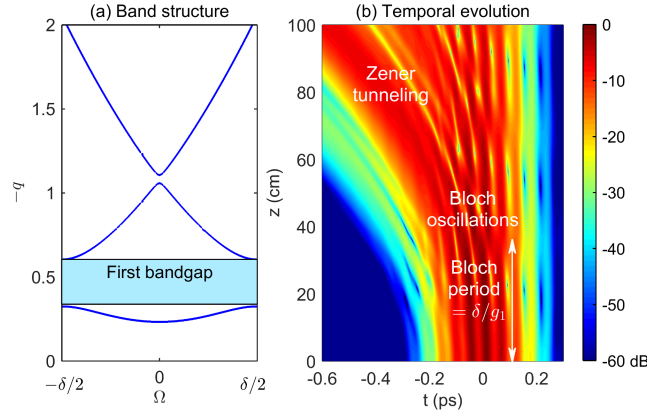 (a) Band structure
2
1.5
1
0.5
0
−q
First bandgap
−δ/2
0
δ/2
Ω
(b) Temporal evolution
100
80
60
40
20
0
z (cm)
Zener
tunneling
Bloch
oscillations
Bloch
period
= δ/g₁
-0.6
-0.4
-0.2
0
0.2
t (ps)
0
-10
-20
-30
-40
-50
-60 dB